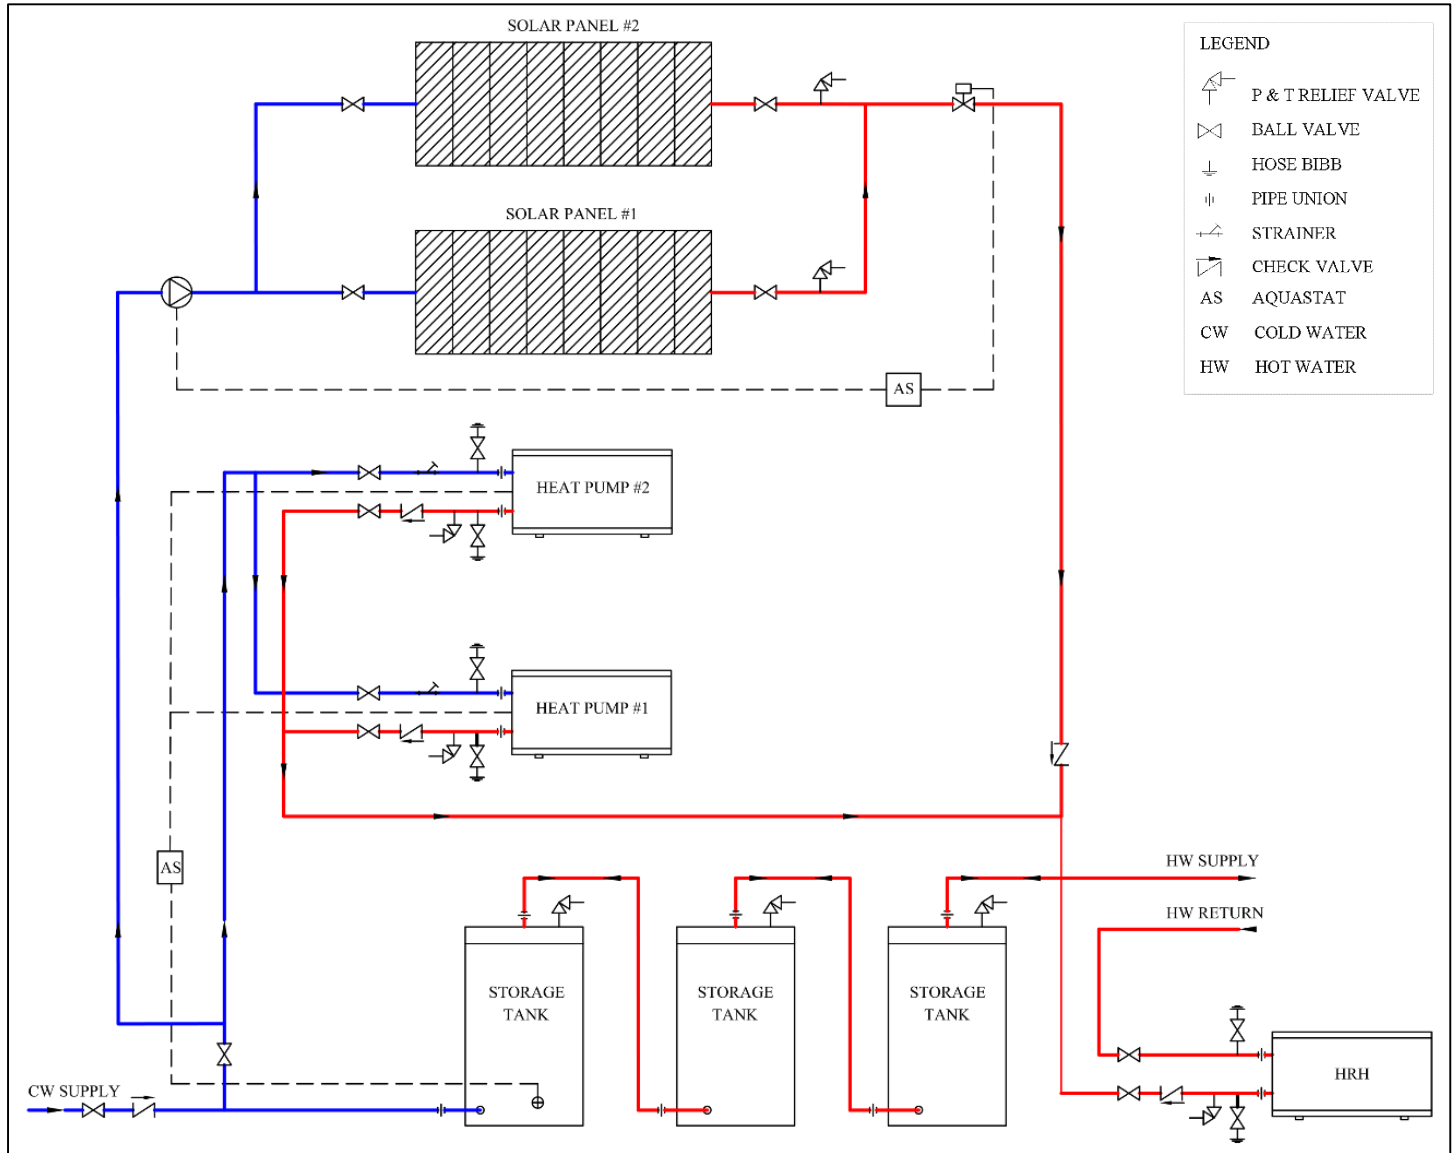 SOLAR PANEL #2
LEGEND
P & T RELIEF VALVE
BALL VALVE
HOSE BIBB
PIPE UNION
STRAINER
CHECK VALVE
AS AQUASTAT
CW COLD WATER
HW HOT WATER
SOLAR PANEL #1
AS
HEAT PUMP #2
HEAT PUMP #1
AS
HW SUPPLY
HW RETURN
STORAGE
TANK
STORAGE
TANK
STORAGE
TANK
HRH
CW SUPPLY